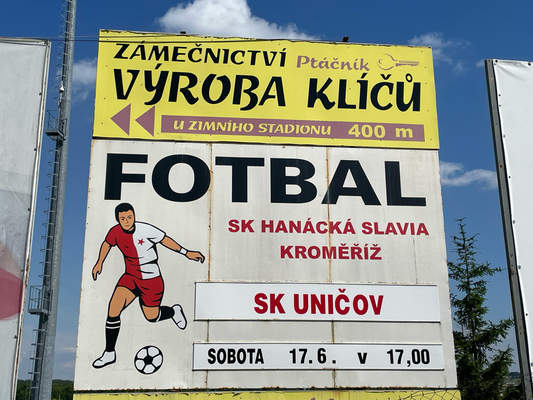 ZÁMEČNICTVÍ Ptáčník
VÝROBA KLÍČŮ
U ZIMNÍHO STADIONU 400 m
FOTBAL
SK HANÁCKÁ SLAVIA
KROMĚŘÍŽ
SK UNIČOV
SOBOTA 17.6. v 17,00